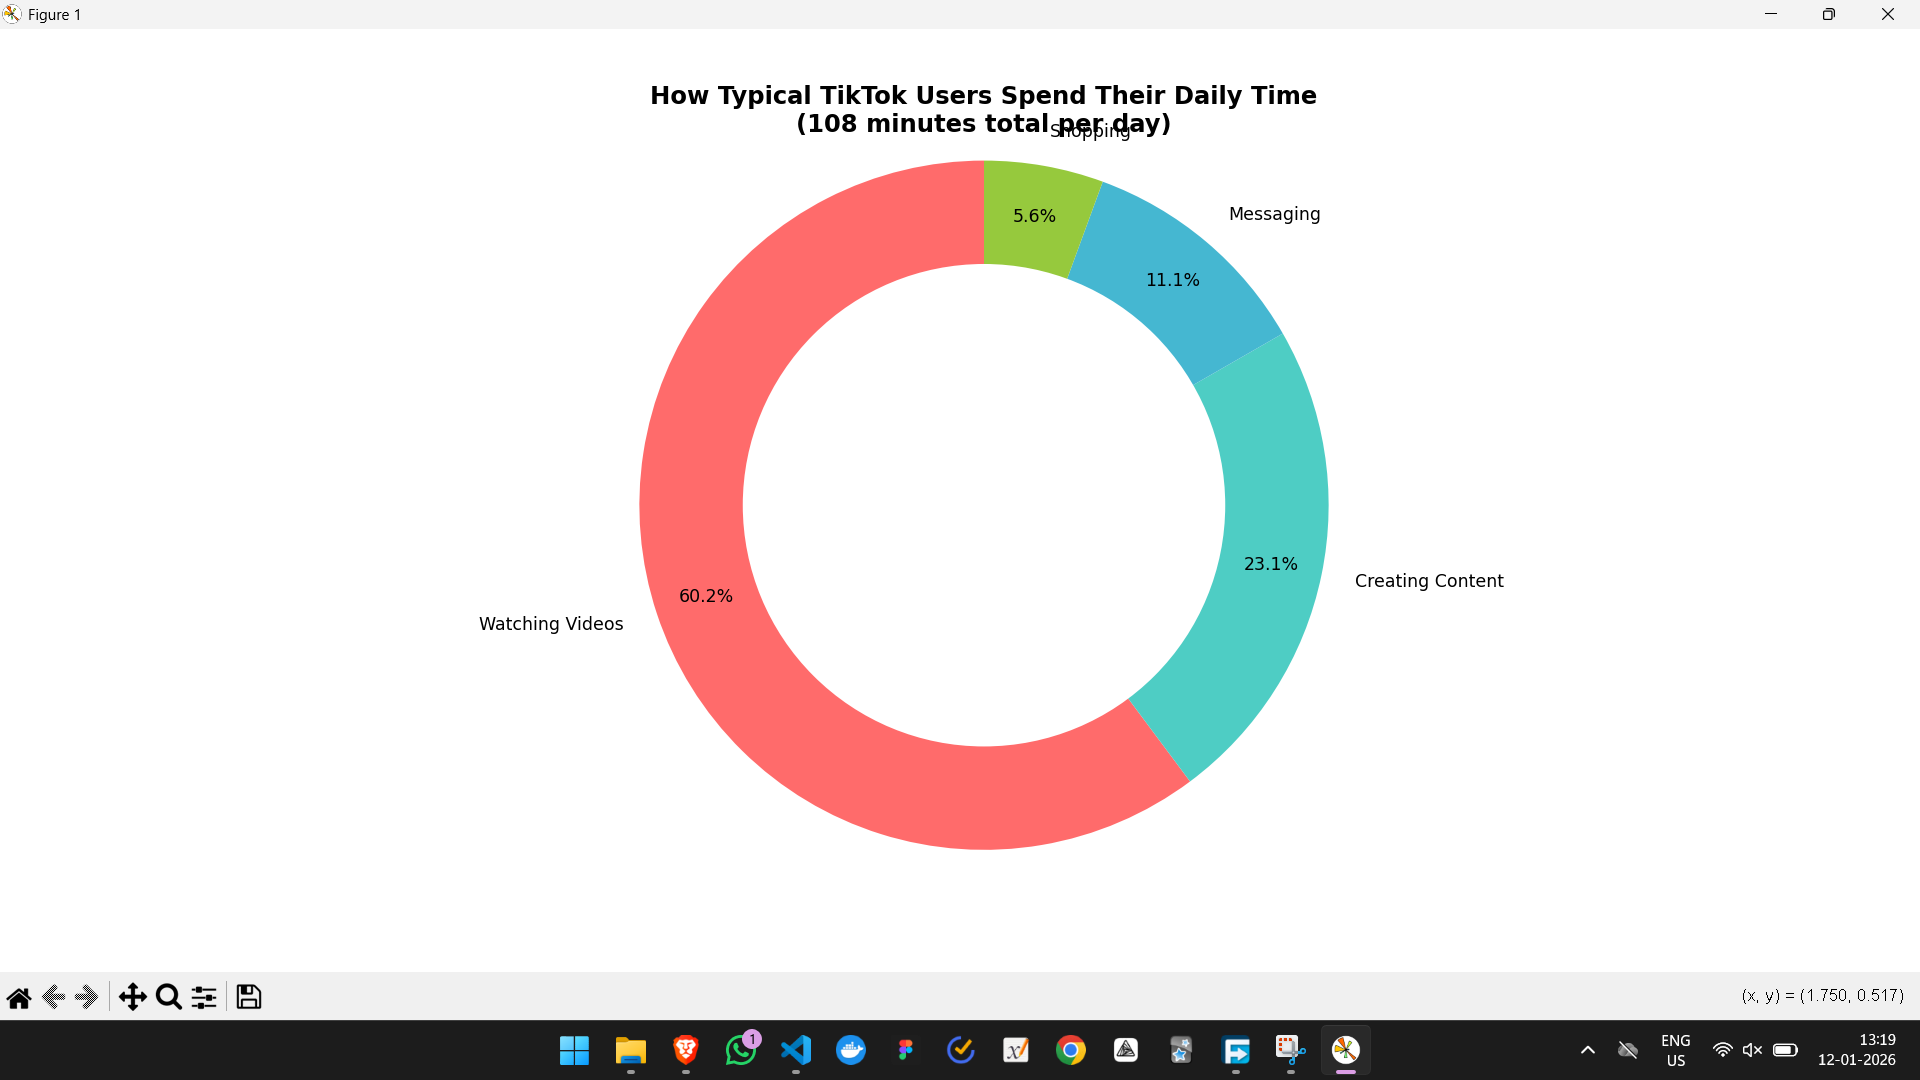 Figure 1
How Typical TikTok Users Spend Their Daily Time
(108 minutes total per day)
Shopping
5.6%
Messaging
11.1%
23.1%
Creating Content
60.2%
Watching Videos
(x, y) = (1.750, 0.517)
1
ENG
US
13:19
12-01-2026